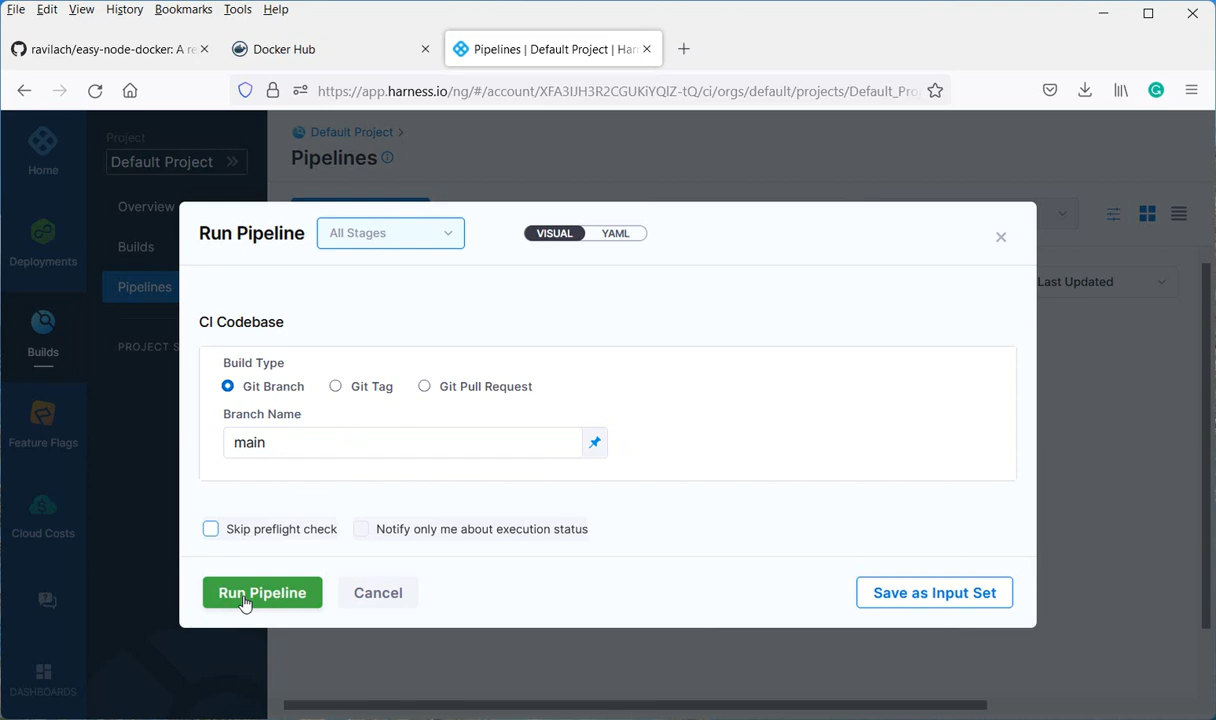 File Edit View History Bookmarks Tools Help
ravilach/easy-node-docker: A re
Docker Hub
Pipelines | Default Project | Har
https://app.harness.io/ng/#/account/XFA3IJH3R2CGUKiYQlZ-tQ/ci/orgs/default/projects/Default_Pro
Home
Deployments
Builds
Feature Flags
Cloud Costs
DASHBOARDS
Project
Default Project
Overview
Builds
Pipelines
PROJECT S
Default Project >
Pipelines
Last Updated
Run Pipeline
All Stages
VISUAL YAML
CI Codebase
Build Type
Git Branch Git Tag Git Pull Request
Branch Name
main
Skip preflight check Notify only me about execution status
Run Pipeline Cancel Save as Input Set